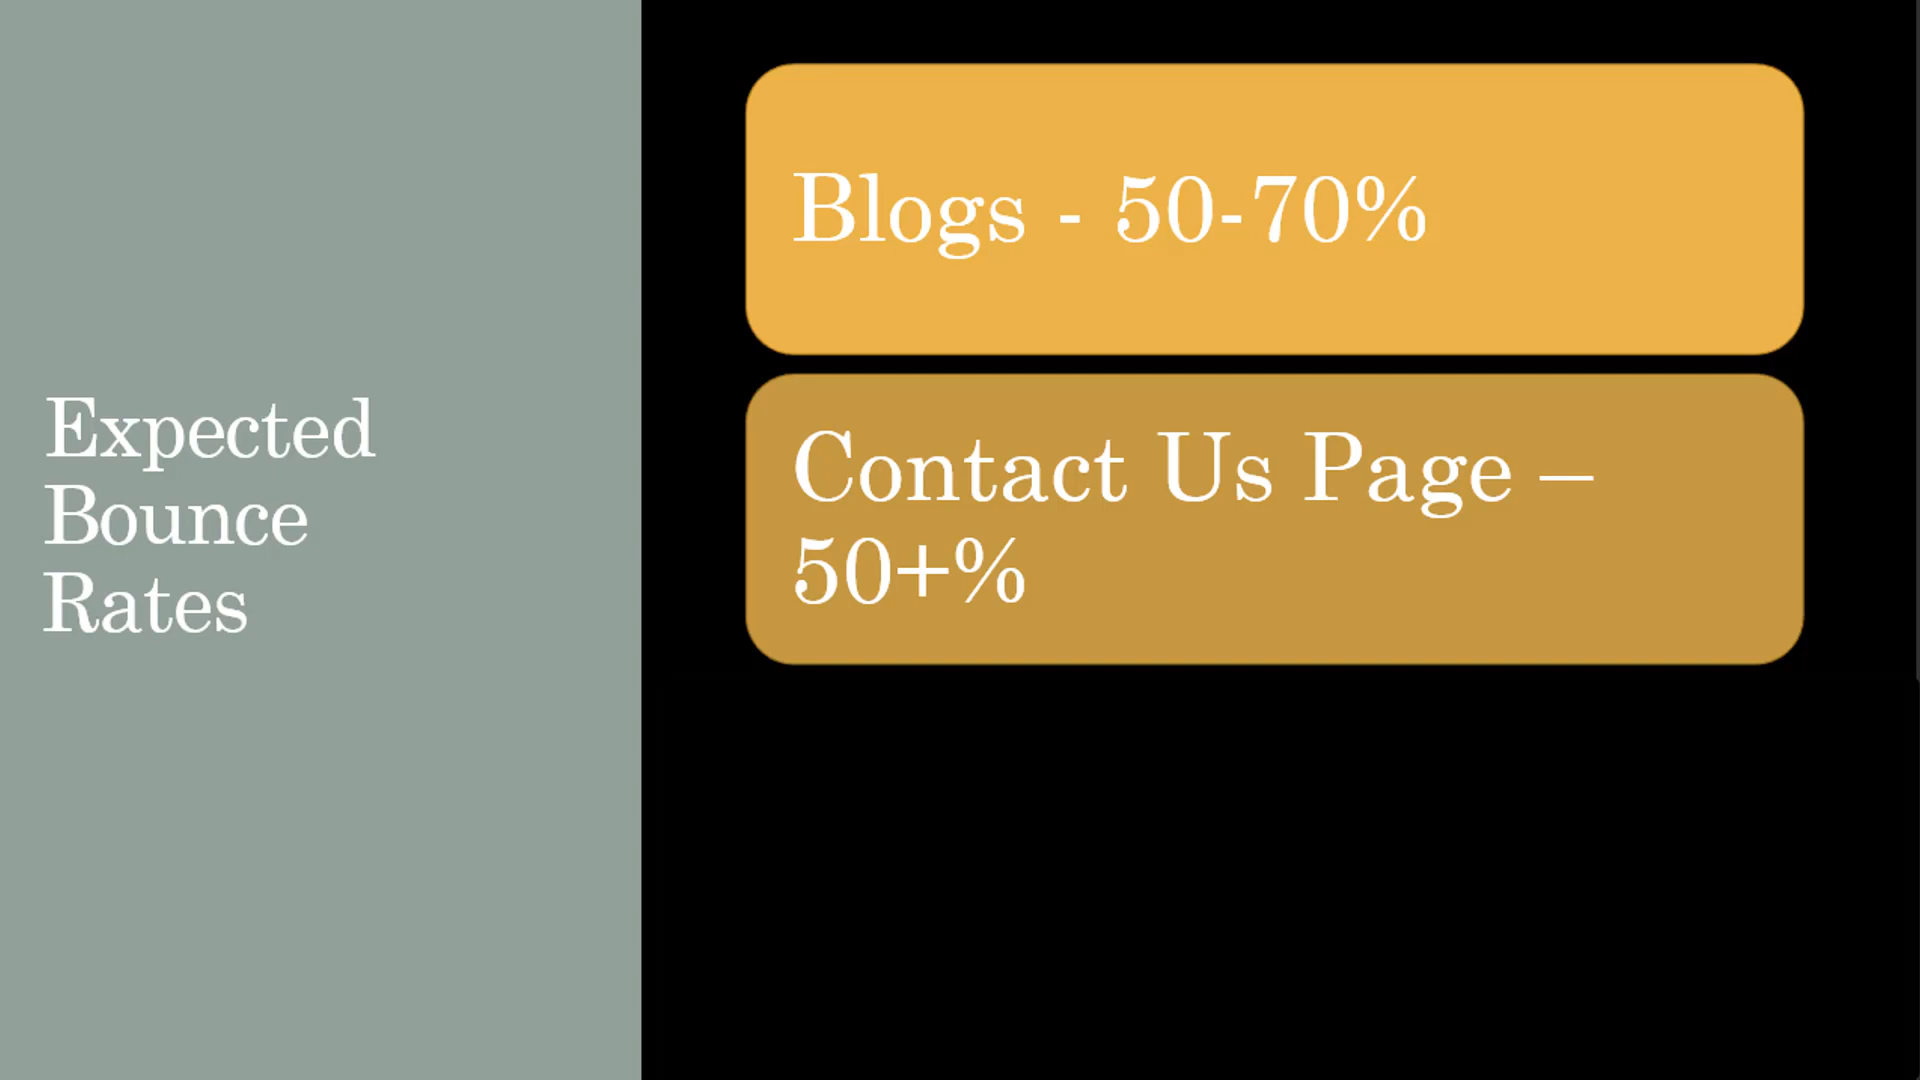 Expected
Bounce
Rates
Blogs - 50-70%
Contact Us Page –
50+%